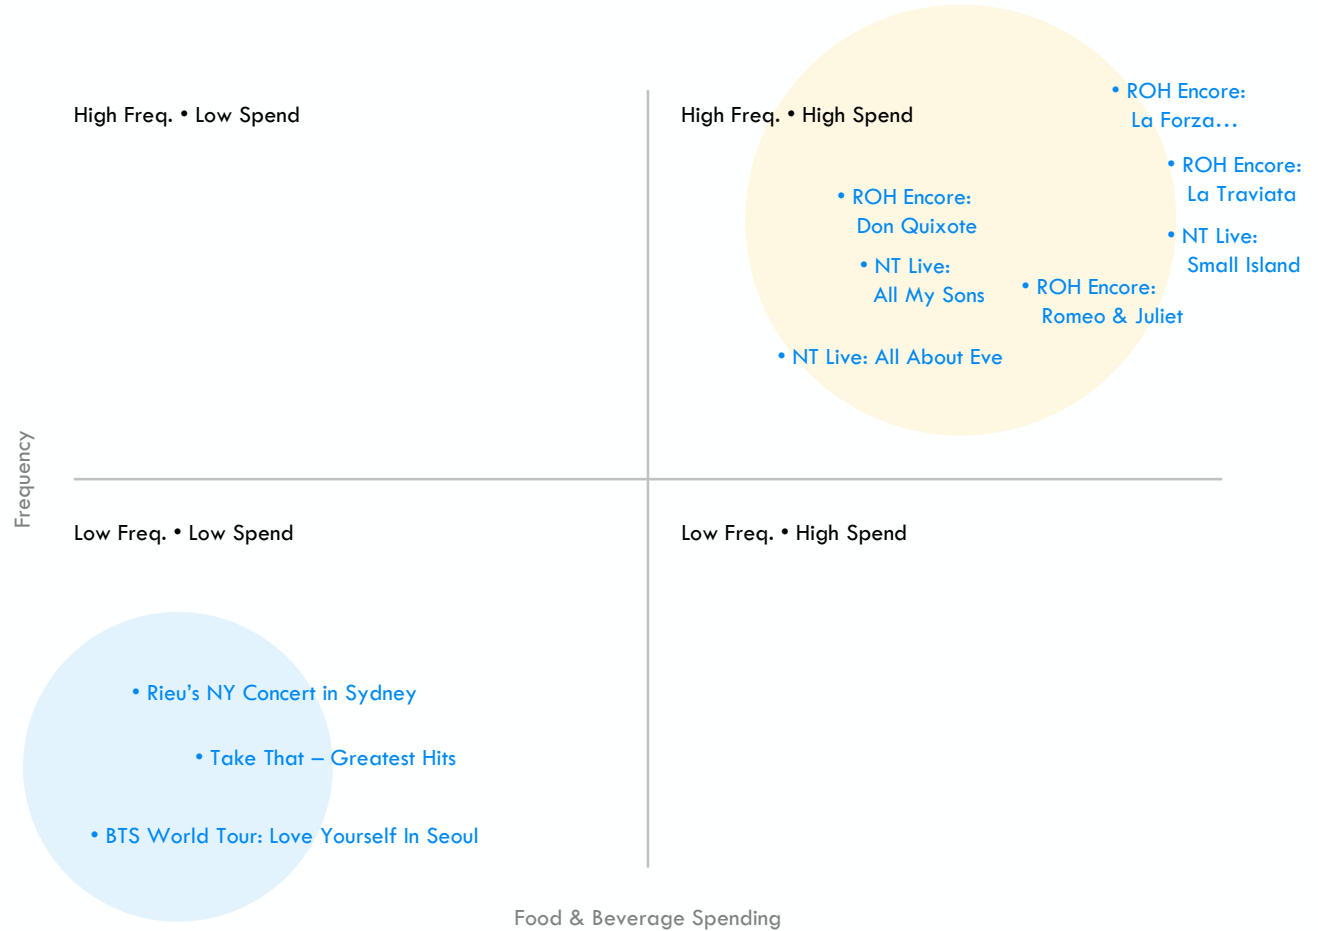 High Freq. • Low Spend
High Freq. • High Spend
• ROH Encore:
La Forza…
• ROH Encore:
La Traviata
• NT Live:
Small Island
• ROH Encore:
Don Quixote
• NT Live:
All My Sons
• ROH Encore:
Romeo & Juliet
• NT Live: All About Eve
Frequency
Low Freq. • Low Spend
Low Freq. • High Spend
• Rieu’s NY Concert in Sydney
• Take That – Greatest Hits
• BTS World Tour: Love Yourself In Seoul
Food & Beverage Spending